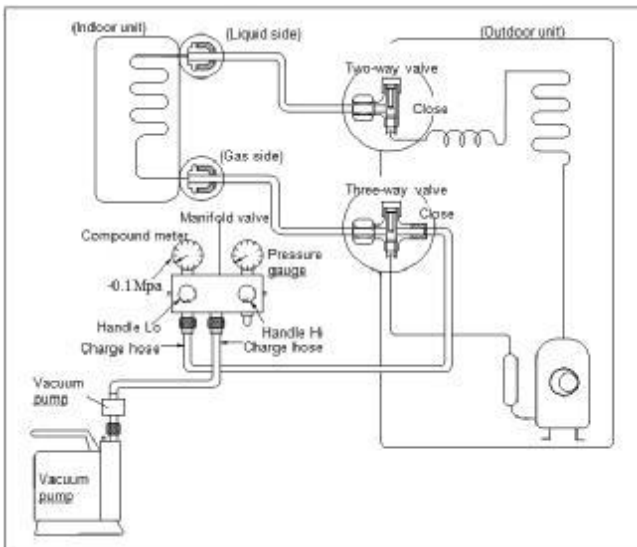 (Indoor unit)
(Liquid side)
(Outdoor unit)
Two-way valve
Close
(Gas side)
Three-way valve
Close
Manifold valve
Compound meter
Pressure
gauge
-0.1Mpa
Handle Lo
Handle Hi
Charge hose
Charge hose
Vacuum
pump
Vacuum
pump